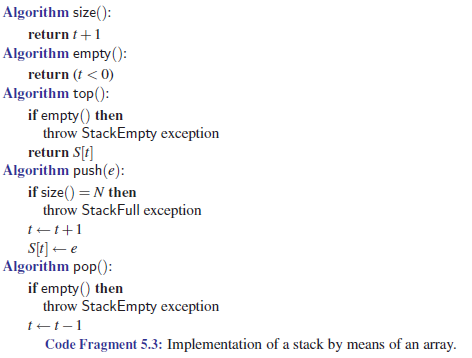 Algorithm size():
return t+1
Algorithm empty():
return (t < 0)
Algorithm top():
if empty() then
throw StackEmpty exception
return S[t]
Algorithm push(e):
if size() = N then
throw StackFull exception
t ← t+1
S[t] ← e
Algorithm pop():
if empty() then
throw StackEmpty exception
t ← t−1
Code Fragment 5.3: Implementation of a stack by means of an array.